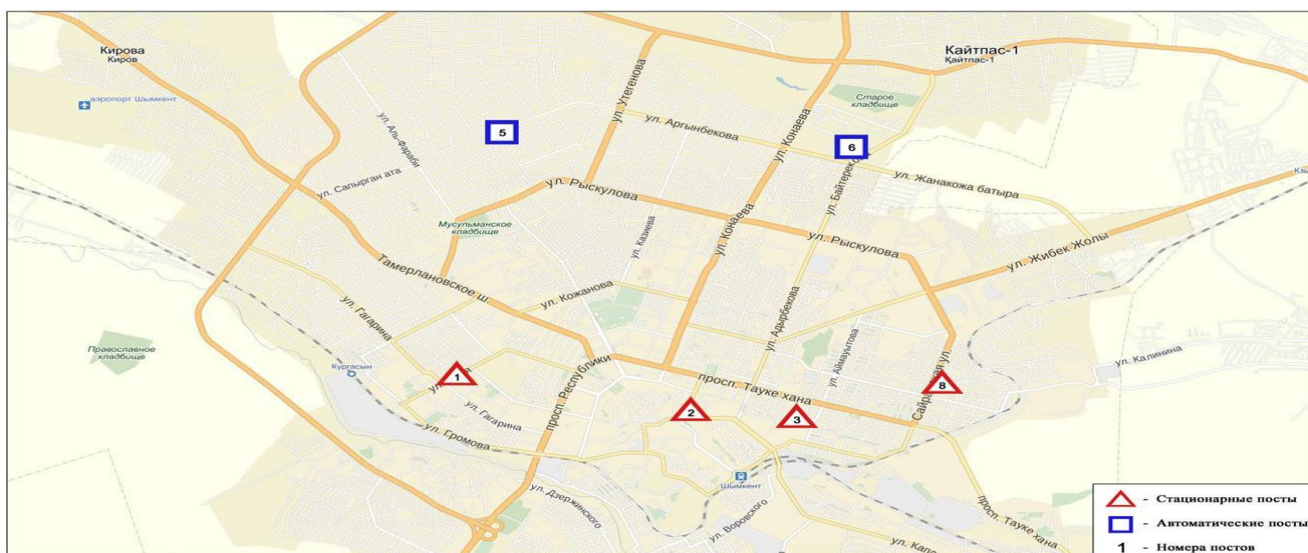 Кирова
Киров
аэропорт Шымкент
Кайтпас-1
Қайтпас-1
Старое
кладбище
ул. Утегенова
ул. Аль-Фараби
5
ул. Аргынбекова
ул. Конаева
6
ул. Байтерекова
ул. Жанакожа батыра
ул. Сапырган ата
ул. Рыскулова
Мусульманское
кладбище
ул. Казиева
ул. Конаева
ул. Рыскулова
ул. Жибек Жолы
Тамерлановское ш.
ул. Кожанова
ул. Гагарина
ул. Адырбекова
ул. Аймаутова
Православное
кладбище
Кургасын
1
просп. Республики
просп. Тауке хана
ул. Калинина
8
2
3
ул. Гагарина
ул. Громова
Шымкент
ул. Дзержинского
ул. Воровского
просп. Тауке хана
- Стационарные посты
- Автоматические посты
1 - Номера постов